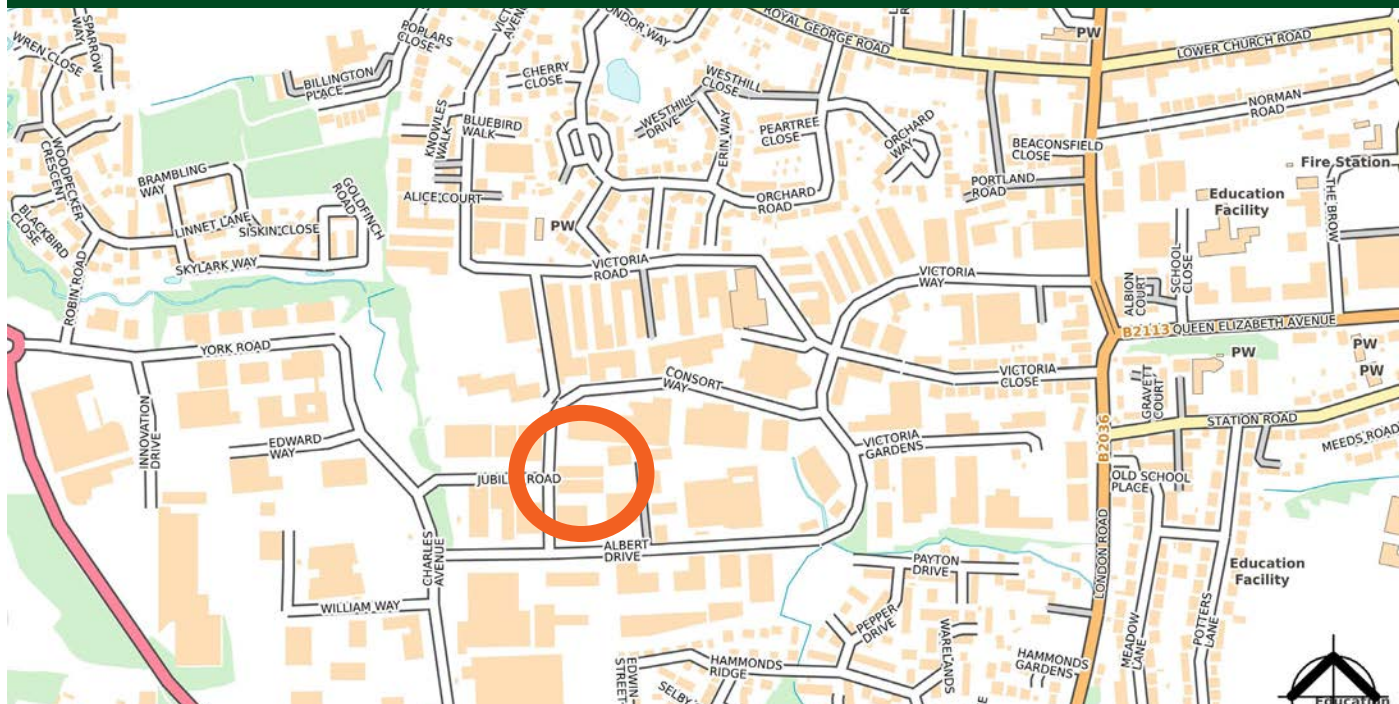 SPARROW
WAY
WREN CLOSE
POPLARS
CLOSE
BILLINGTON
PLACE
ROYAL GEORGE ROAD
PW
LOWER CHURCH ROAD
CHERRY
CLOSE
WESTHILL
CLOSE
WESTHILL
DRIVE
ERIN WAY
PEARTREE
CLOSE
ORCHARD
WAY
NORMAN
ROAD
BEACONSFIELD
CLOSE
Fire Station
KNOWLES
WALK
BLUEBIRD
WALK
WOODPECKER
CRESCENT
BRAMBLING
WAY
GOLDFINCH
ROAD
ALICE COURT
ORCHARD
ROAD
PORTLAND
ROAD
Education
Facility
THE BROW
BLACKBIRD
CLOSE
LINNET LANE
SISKIN CLOSE
PW
SKYLARK WAY
VICTORIA
ROAD
VICTORIA
WAY
ALBION
COURT
SCHOOL
CLOSE
ROBIN ROAD
B2113 QUEEN ELIZABETH AVENUE
YORK ROAD
PW
PW
PW
CONSORT
WAY
VICTORIA
CLOSE
GRAVETT
COURT
STATION ROAD
INNOVATION
DRIVE
EDWARD
WAY
VICTORIA
GARDENS
B2036
MEEDS ROAD
JUBIL ROAD
OLD SCHOOL
PLACE
CHARLES
AVENUE
ALBERT
DRIVE
PAYTON
DRIVE
LONDON ROAD
Education
Facility
WILLIAM WAY
PEPPER
DRIVE
WARELANDS
MEADOW
LANE
POTTERS
LANE
EDWIN
STREET
HAMMONDS
RIDGE
HAMMONDS
GARDENS
SELBY